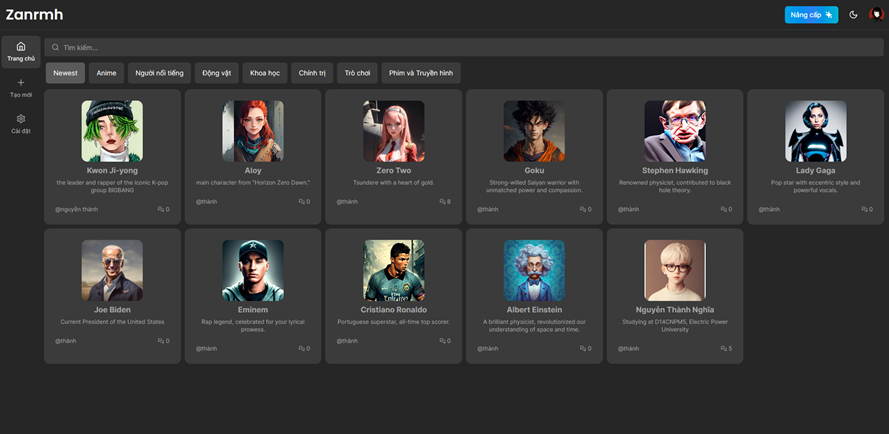 Zanrmh
Nâng cấp
Trang chủ
Tạo mới
Cài đặt
Tìm kiếm...
Newest Anime Người nổi tiếng Động vật Khoa học Chính trị Trò chơi Phim và Truyền hình
Kwon Ji-yong
the leader and rapper of the iconic K-pop
group BIGBANG
@nguyễn thành 0
Aloy
main character from "Horizon Zero Dawn."
@thành 0
Zero Two
Tsundere with a heart of gold.
@thành 8
Goku
Strong-willed Saiyan warrior with
unmatched power and compassion.
@thành 0
Stephen Hawking
Renowned physicist, contributed to black
hole theory.
@thành 0
Lady Gaga
Pop star with eccentric style and
powerful vocals.
@thành 0
Joe Biden
Current President of the United States
@thành 0
Eminem
Rap legend, celebrated for your lyrical
prowess.
@thành 0
Cristiano Ronaldo
Portuguese superstar, all-time top scorer.
@thành 0
Albert Einstein
A brilliant physicist, revolutionized our
understanding of space and time.
@thành 0
Nguyễn Thành Nghĩa
Studying at D14CNPM5, Electric Power
University
@thành 5